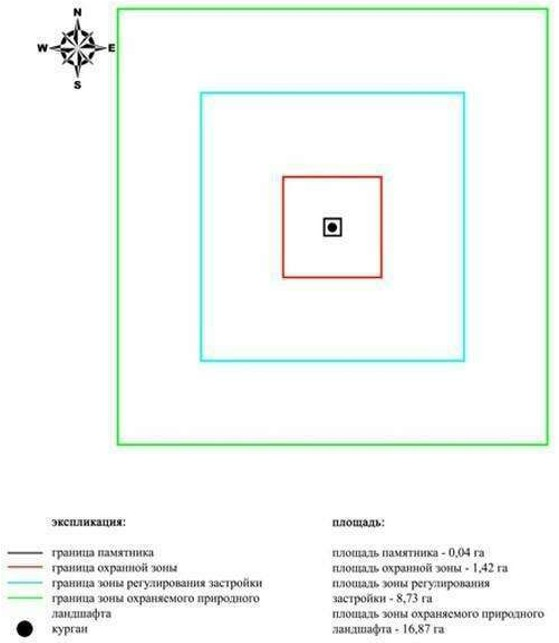 N
W E
S
экспликация:
граница памятника
граница охранной зоны
граница зоны регулирования застройки
граница зоны охраняемого природного
ландшафта
курган
площадь:
площадь памятника - 0,04 га
площадь охранной зоны - 1,42 га
площадь зоны регулирования
застройки - 8,73 га
площадь зоны охраняемого природного
ландшафта - 16,87 га